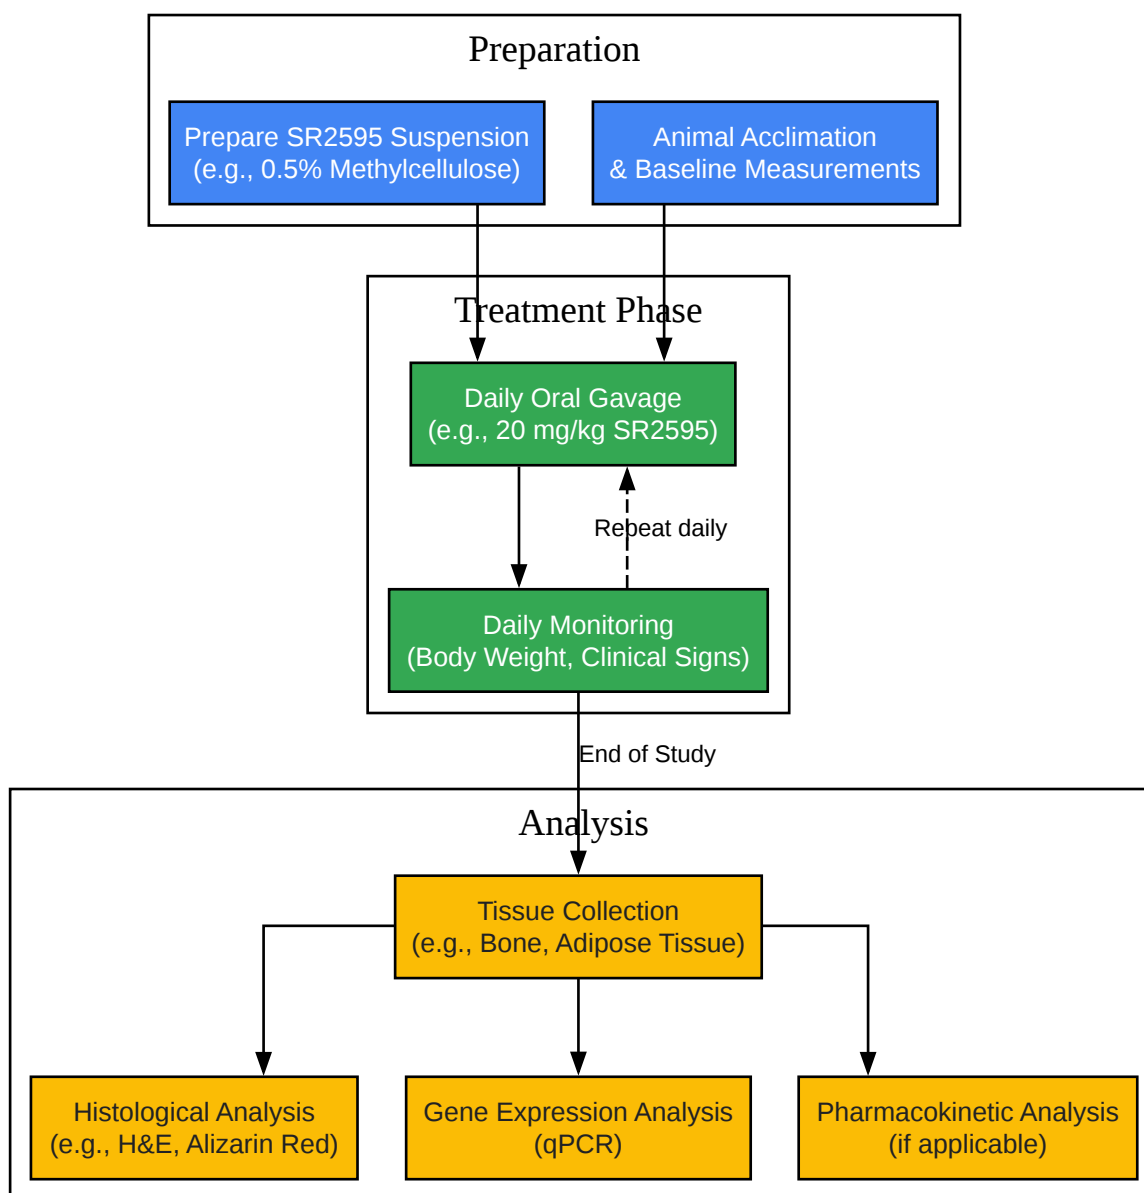 Preparation
Prepare SR2595 Suspension
(e.g., 0.5% Methylcellulose)
Animal Acclimation
& Baseline Measurements
Treatment Phase
Daily Oral Gavage
(e.g., 20 mg/kg SR2595)
Repeat daily
Daily Monitoring
(Body Weight, Clinical Signs)
End of Study
Analysis
Tissue Collection
(e.g., Bone, Adipose Tissue)
Histological Analysis
(e.g., H&E, Alizarin Red)
Gene Expression Analysis
(qPCR)
Pharmacokinetic Analysis
(if applicable)